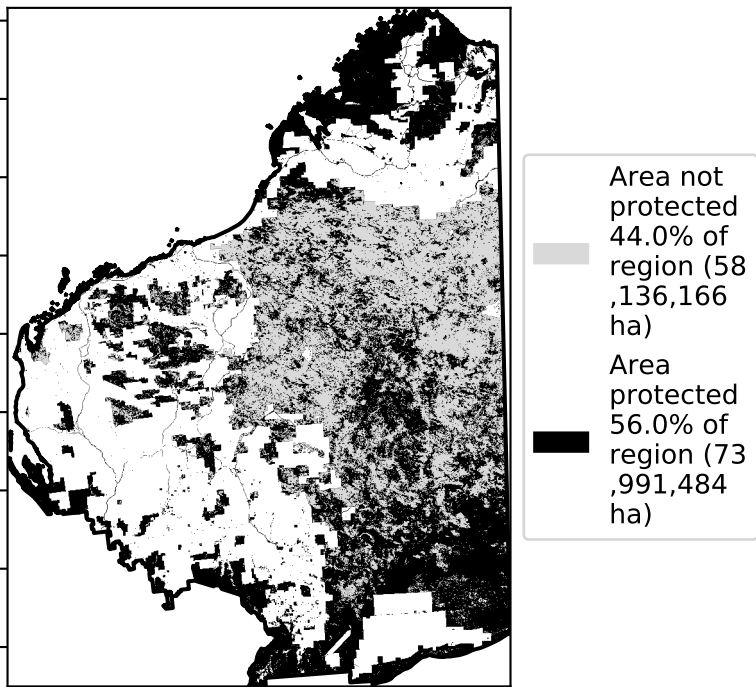 Area not
protected
44.0% of
region (58
,136,166
ha)
Area
protected
56.0% of
region (73
,991,484
ha)